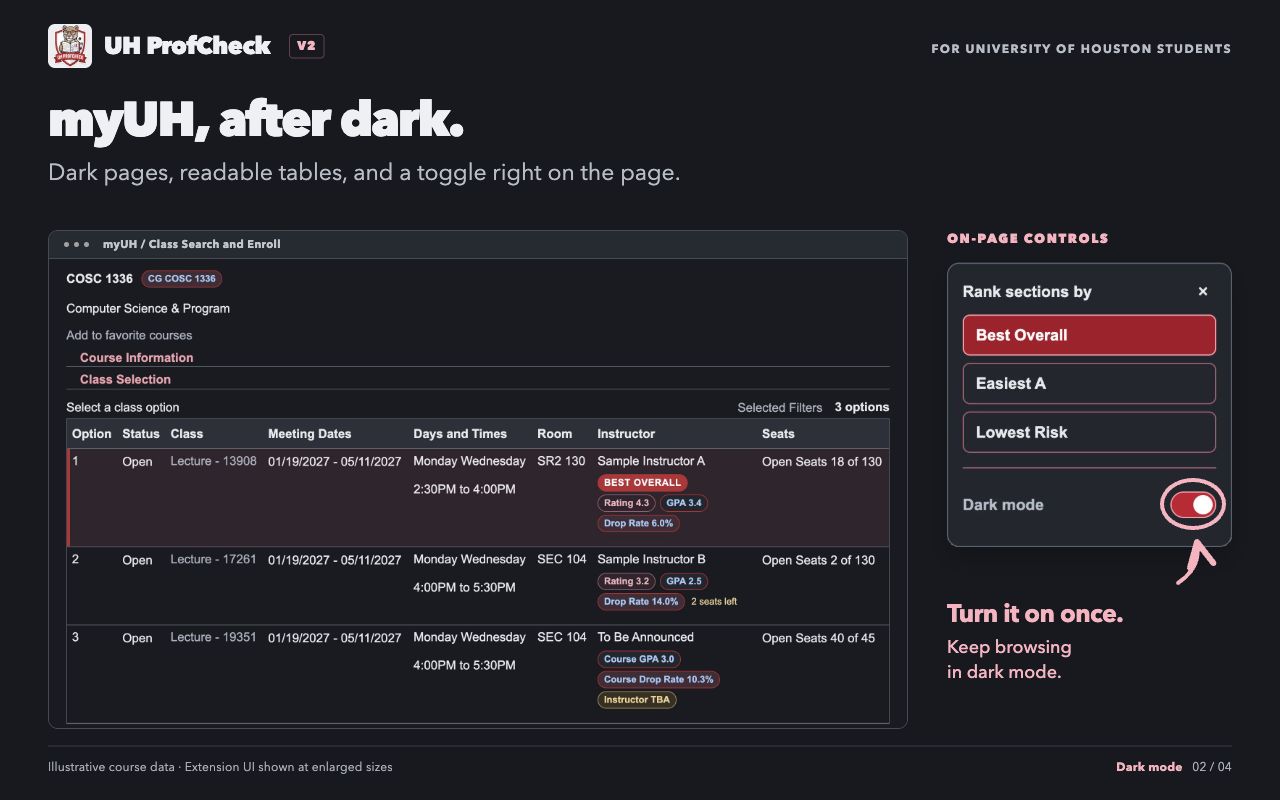 UH PROFCHECK
UH ProfCheck
V2
FOR UNIVERSITY OF HOUSTON STUDENTS
myUH, after dark.
Dark pages, readable tables, and a toggle right on the page.
myUH / Class Search and Enroll
COSC 1336 CG COSC 1336
Computer Science & Program
Add to favorite courses
Course Information
Class Selection
Select a class option Selected Filters 3 options
Option Status Class Meeting Dates Days and Times Room Instructor Seats
1 Open Lecture - 13908 01/19/2027 - 05/11/2027 Monday Wednesday SR2 130 Sample Instructor A Open Seats 18 of 130
BEST OVERALL
2:30PM to 4:00PM
Rating 4.3 GPA 3.4
Drop Rate 6.0%
2 Open Lecture - 17261 01/19/2027 - 05/11/2027 Monday Wednesday SEC 104 Sample Instructor B Open Seats 2 of 130
4:00PM to 5:30PM Rating 3.2 GPA 2.5
Drop Rate 14.0% 2 seats left
3 Open Lecture - 19351 01/19/2027 - 05/11/2027 Monday Wednesday SEC 104 To Be Announced Open Seats 40 of 45
4:00PM to 5:30PM Course GPA 3.0
Course Drop Rate 10.3%
Instructor TBA
ON-PAGE CONTROLS
Rank sections by ×
Best Overall
Easiest A
Lowest Risk
Dark mode
Turn it on once.
Keep browsing
in dark mode.
Illustrative course data · Extension UI shown at enlarged sizes
Dark mode 02 / 04